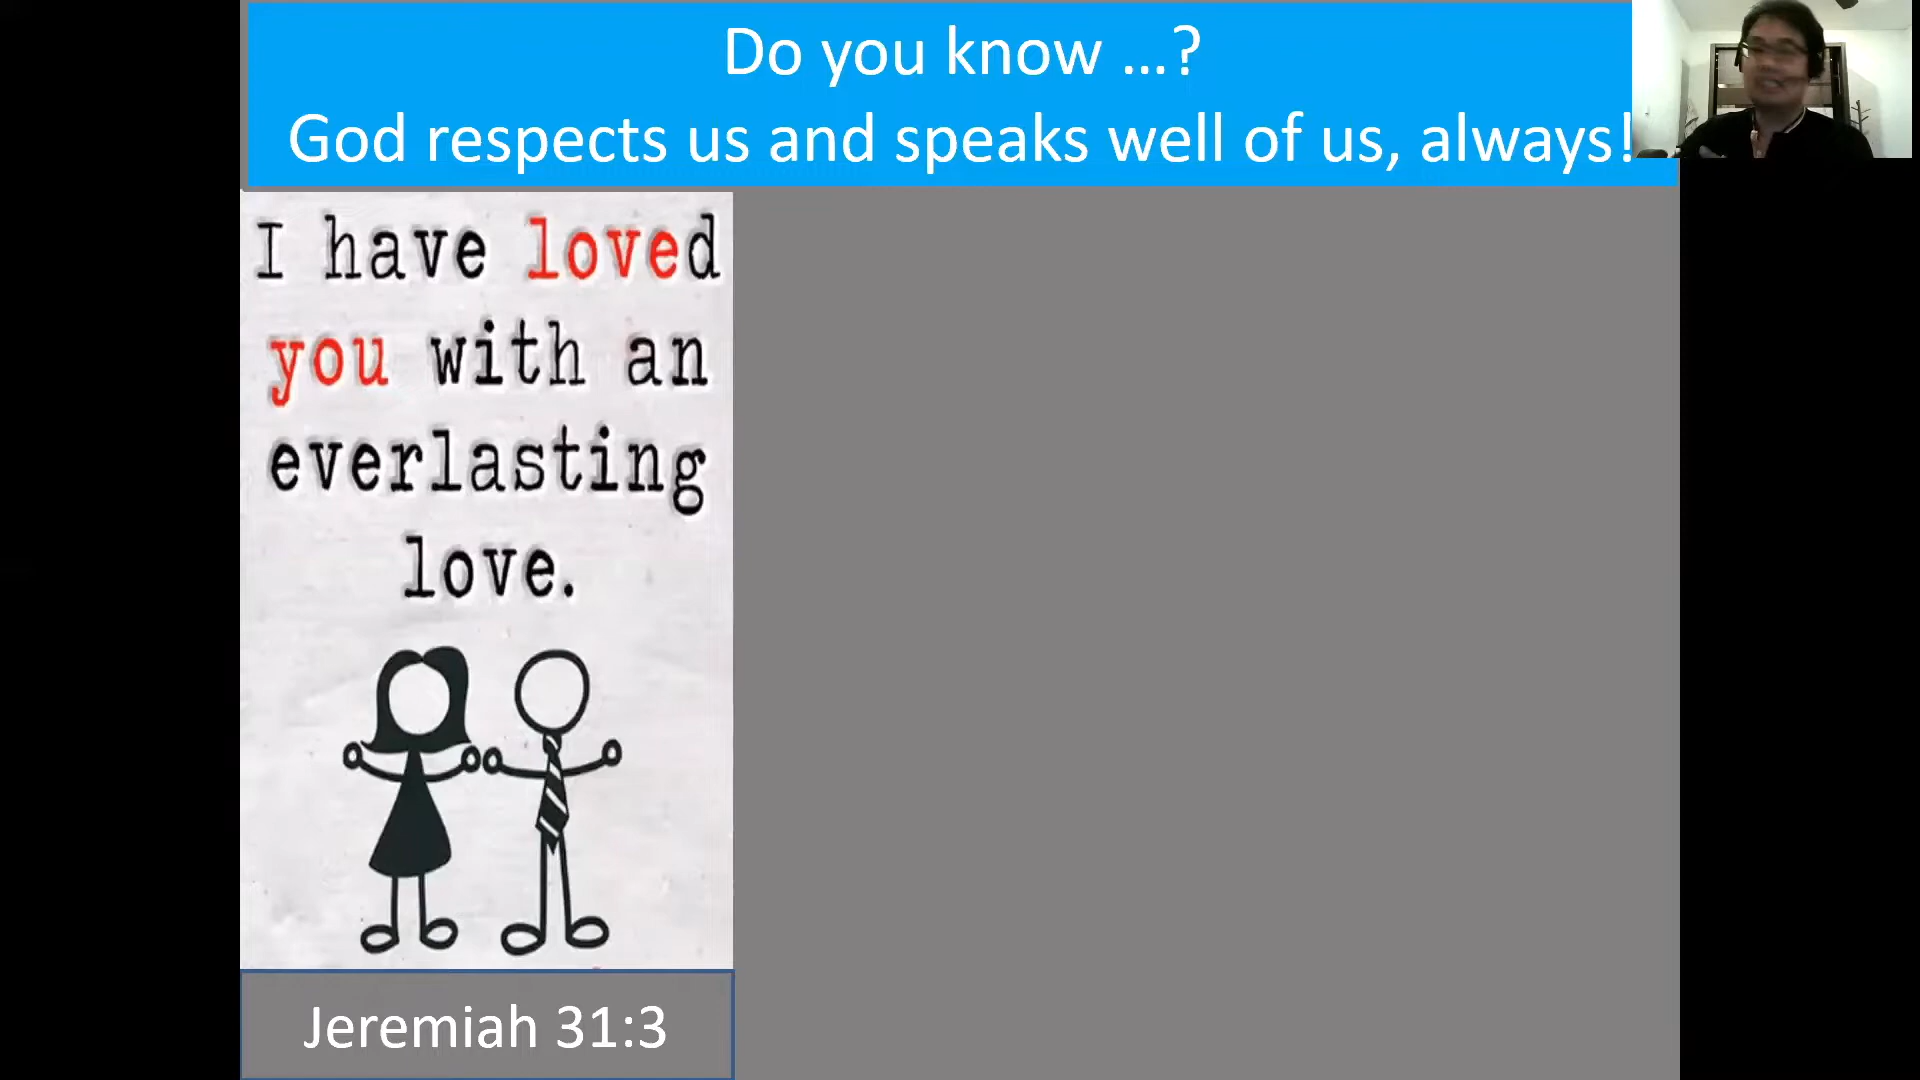 Do you know ...?
God respects us and speaks well of us, always!
I have loved
you with an
everlasting
love.
Jeremiah 31:3